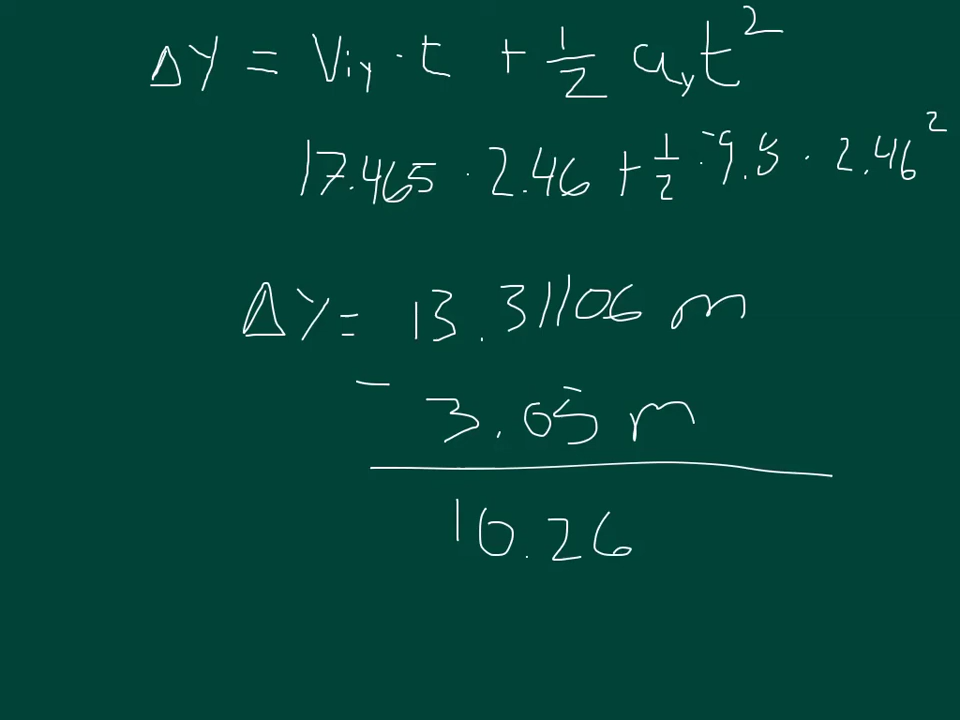 ΔY = Viy · t + 1/2 ayt²
17.465 · 2.46 + 1/2 · -9.8 · 2.46²
ΔY = 13.31106 m
- 3.05 m
10.26